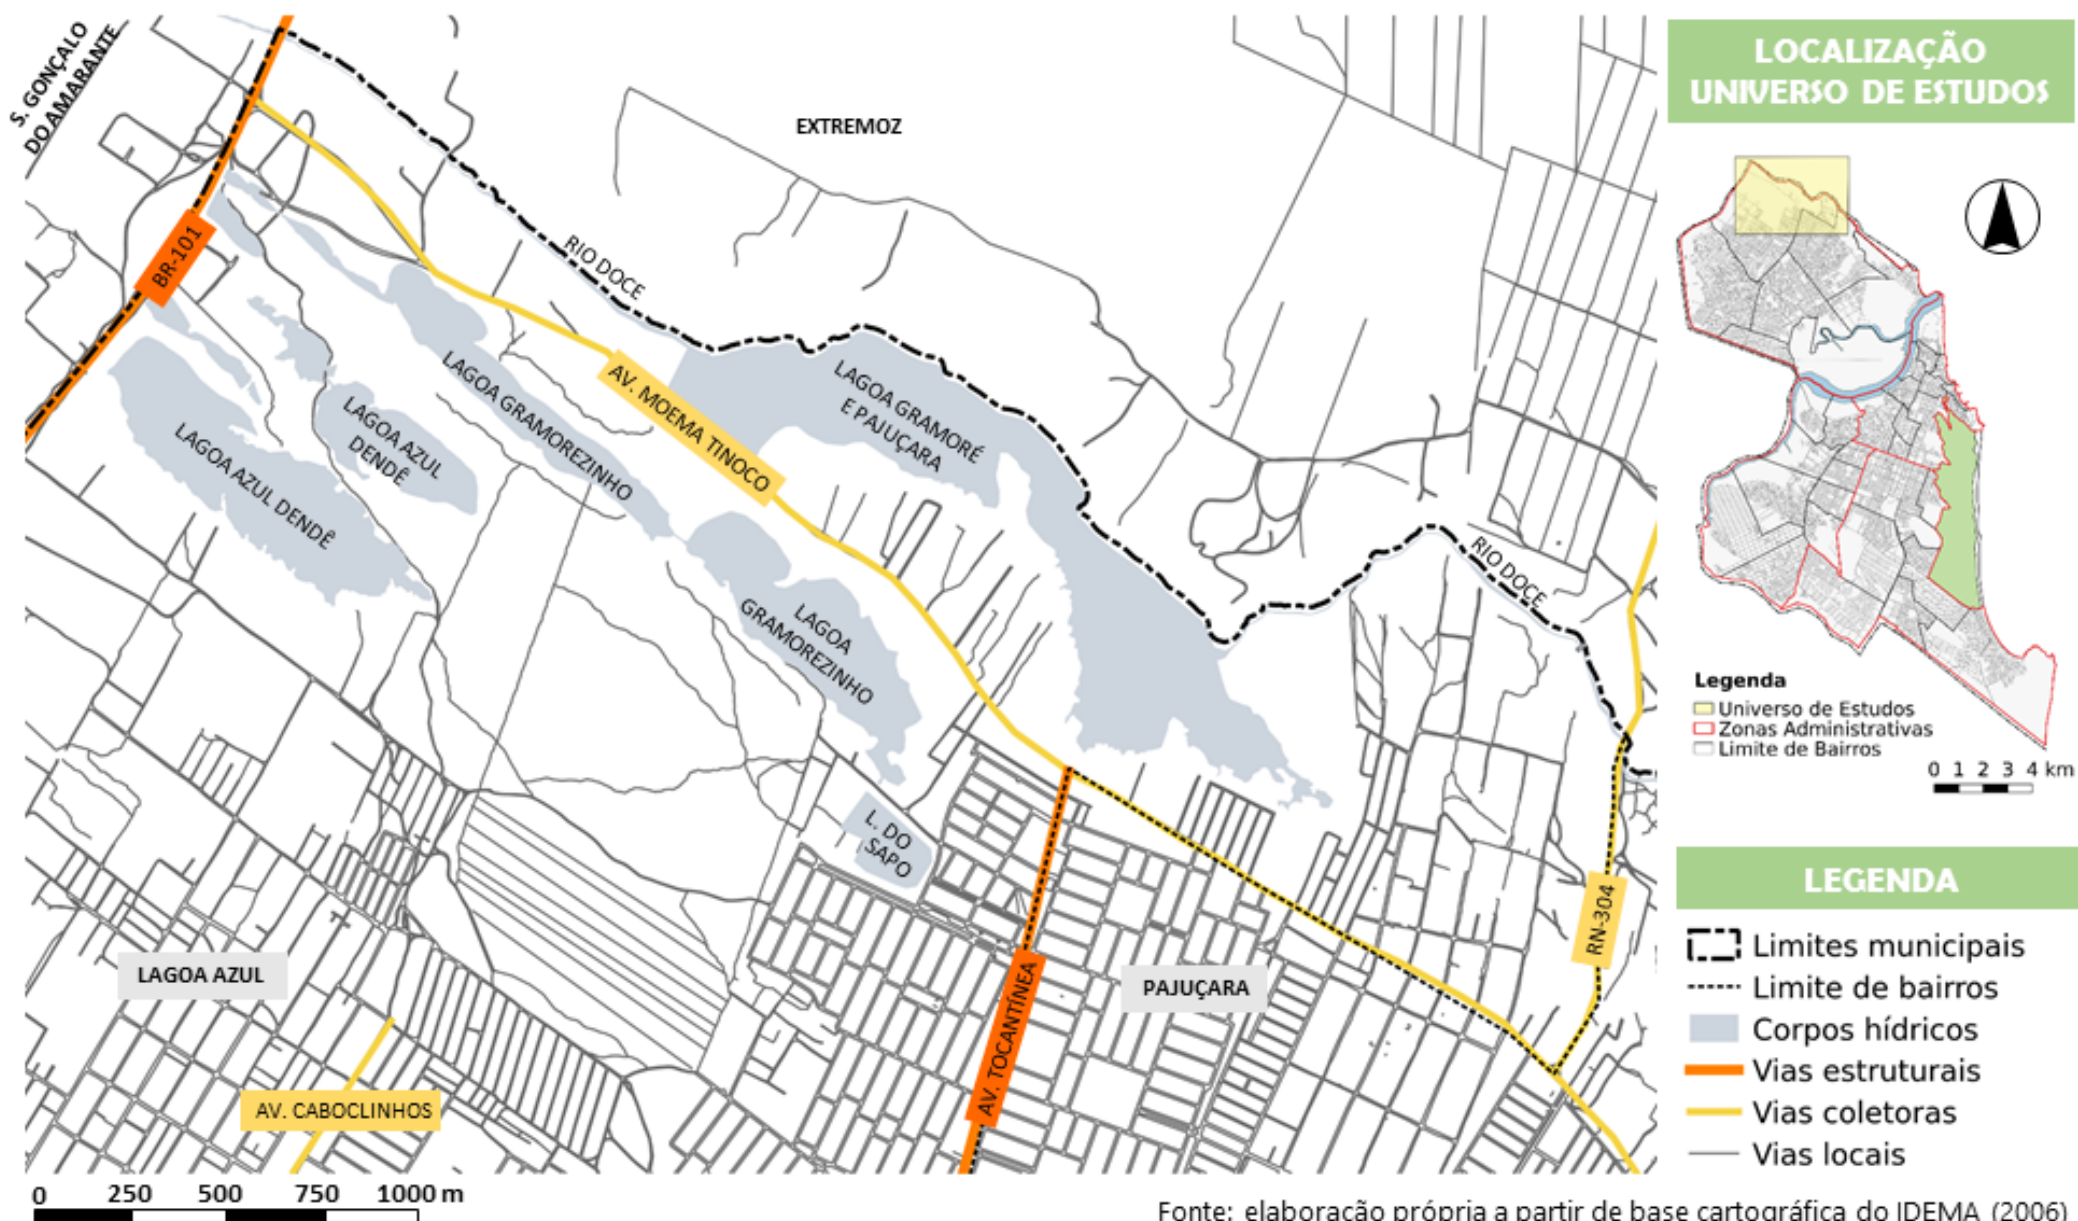 S. GONÇALO
DO AMARANTE
EXTREMOZ
BR-101
RIO DOCE
LAGOA GRAMOREZINHO
AV. MOEMA TINOCO
LAGOA GRAMORÉ
E PAJUÇARA
LAGOA AZUL
DENDÊ
LAGOA AZUL DENDÊ
RIO DOCE
LAGOA
GRAMOREZINHO
L. DO
SAPO
RN-304
LAGOA AZUL
PAJUÇARA
AV. TOCANTÍNEA
AV. CABOCLINHOS
0 250 500 750 1000 m
LOCALIZAÇÃO
UNIVERSO DE ESTUDOS
Legenda
Universo de Estudos
Zonas Administrativas
Limite de Bairros
0 1 2 3 4 km
LEGENDA
Limites municipais
Limite de bairros
Corpos hídricos
Vias estruturais
Vias coletoras
Vias locais
Fonte: elaboração própria a partir de base cartográfica do IDEMA (2006)